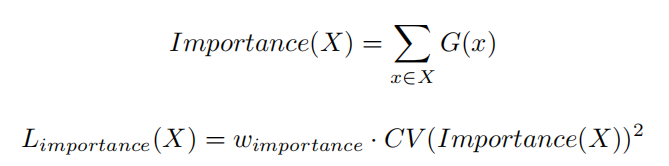 Importance(X) = ∑_{x∈X} G(x)
L_{importance}(X) = w_{importance} · CV(Importance(X))^2